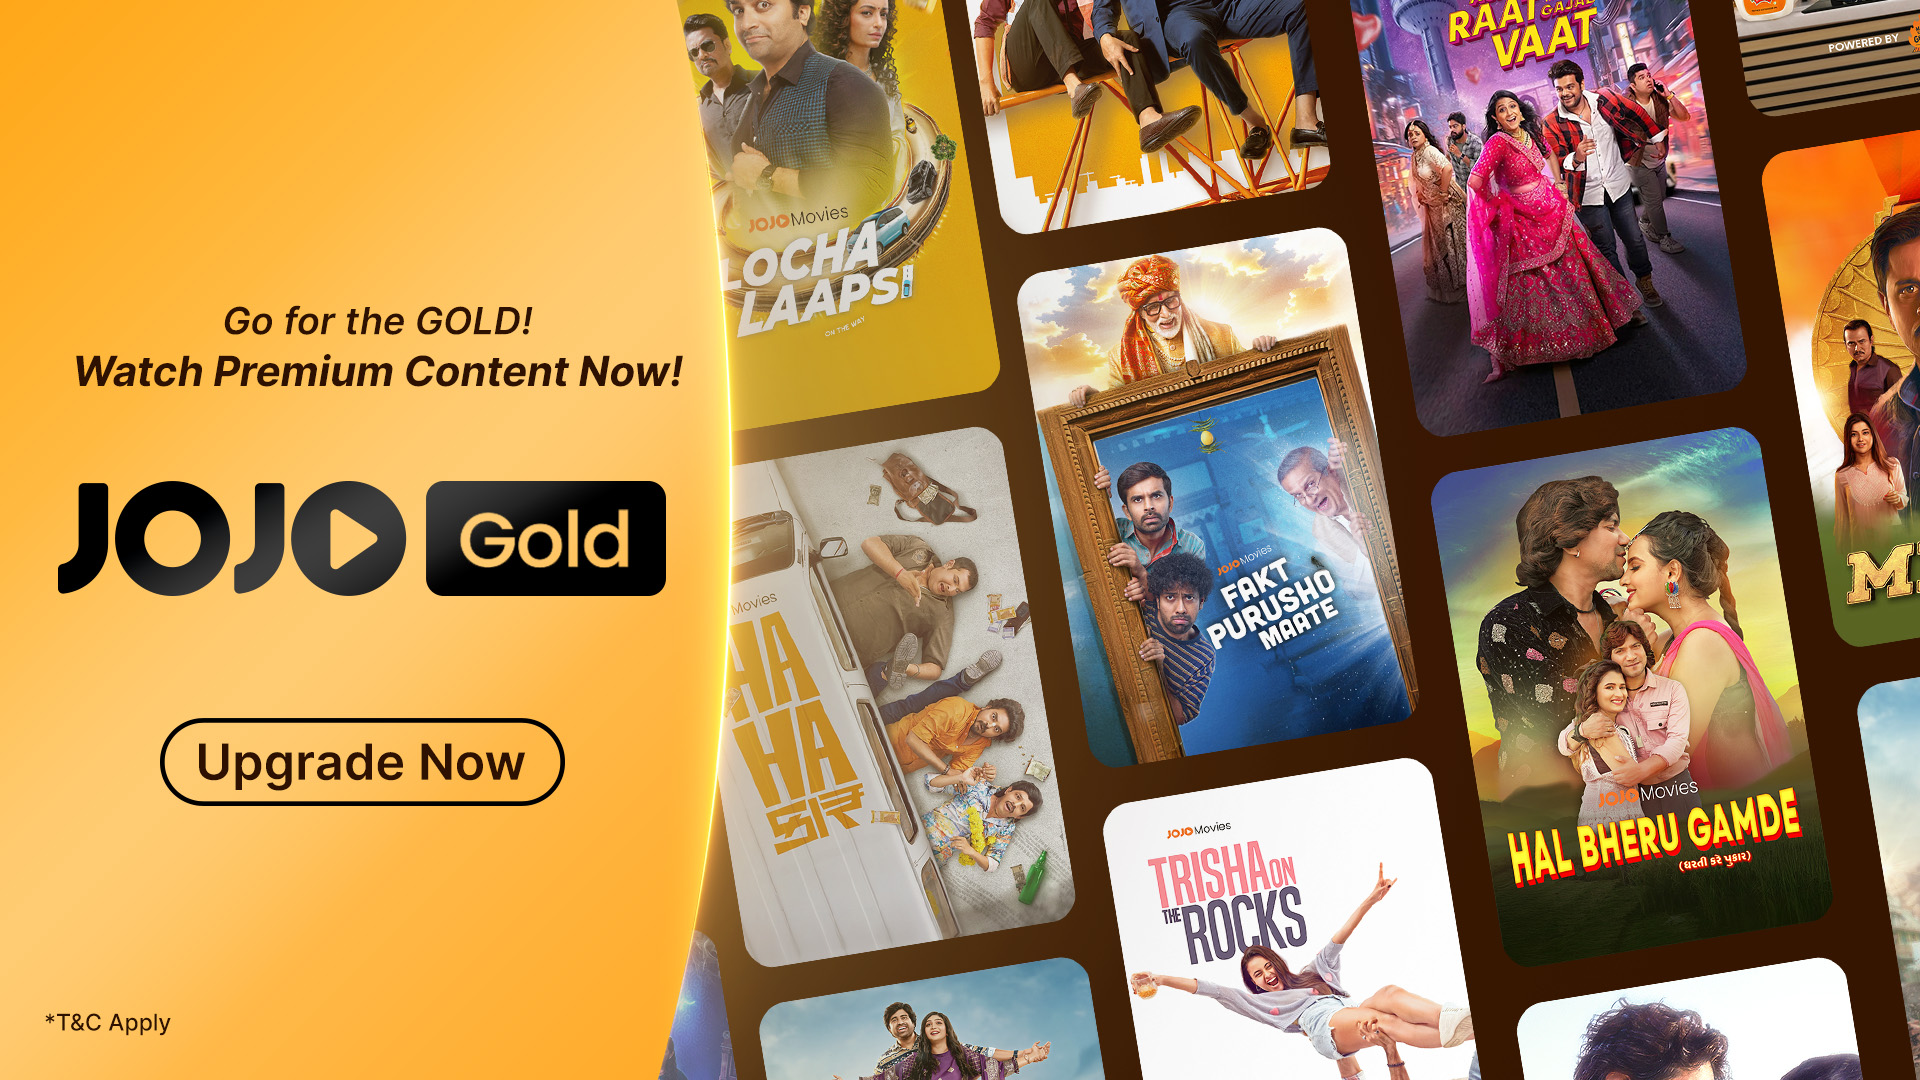 Go for the GOLD!
Watch Premium Content Now!
JOJO Gold
Upgrade Now
*T&C Apply
JOJO Movies
LOCHA
LAAPSI
ON THE WAY
RAAT
VAAT
POWERED BY
JOJO Movies
FAKT
PURUSHO
MAATE
Movies
HA
HA
કાર
JOJO Movies
TRISHA ON
THE ROCKS
JOJO Movies
HAL BHERU GAMDE
(ધરતી કરે પુકાર)